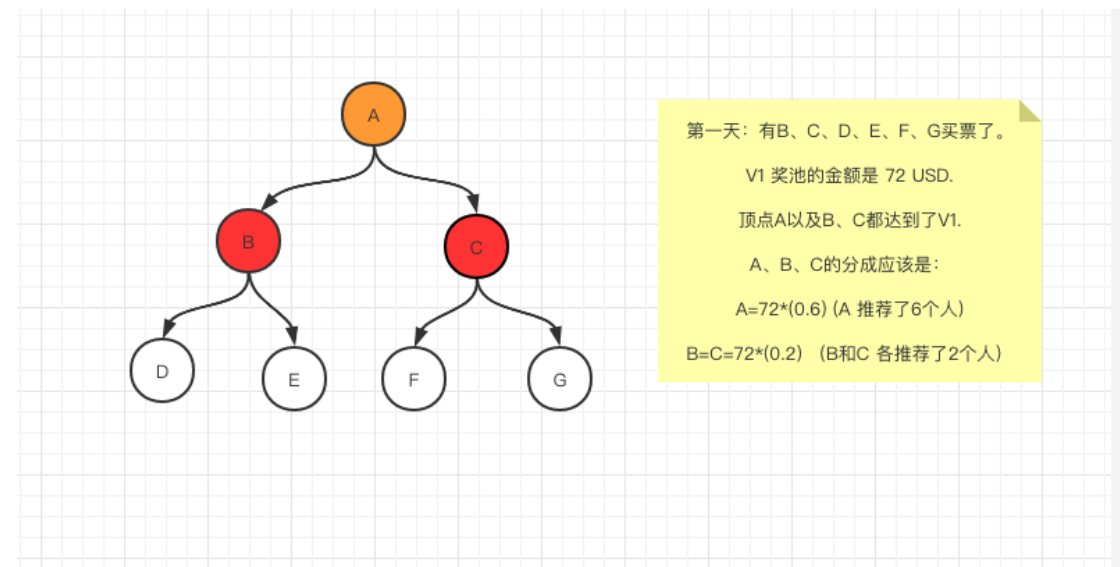 A
B
C
D
E
F
G
第一天：有B、C、D、E、F、G买票了。
V1 奖池的金额是 72 USD.
顶点A以及B、C都达到了V1.
A、B、C的分成应该是：
A=72*(0.6) (A 推荐了6个人)
B=C=72*(0.2) （B和C 各推荐了2个人）